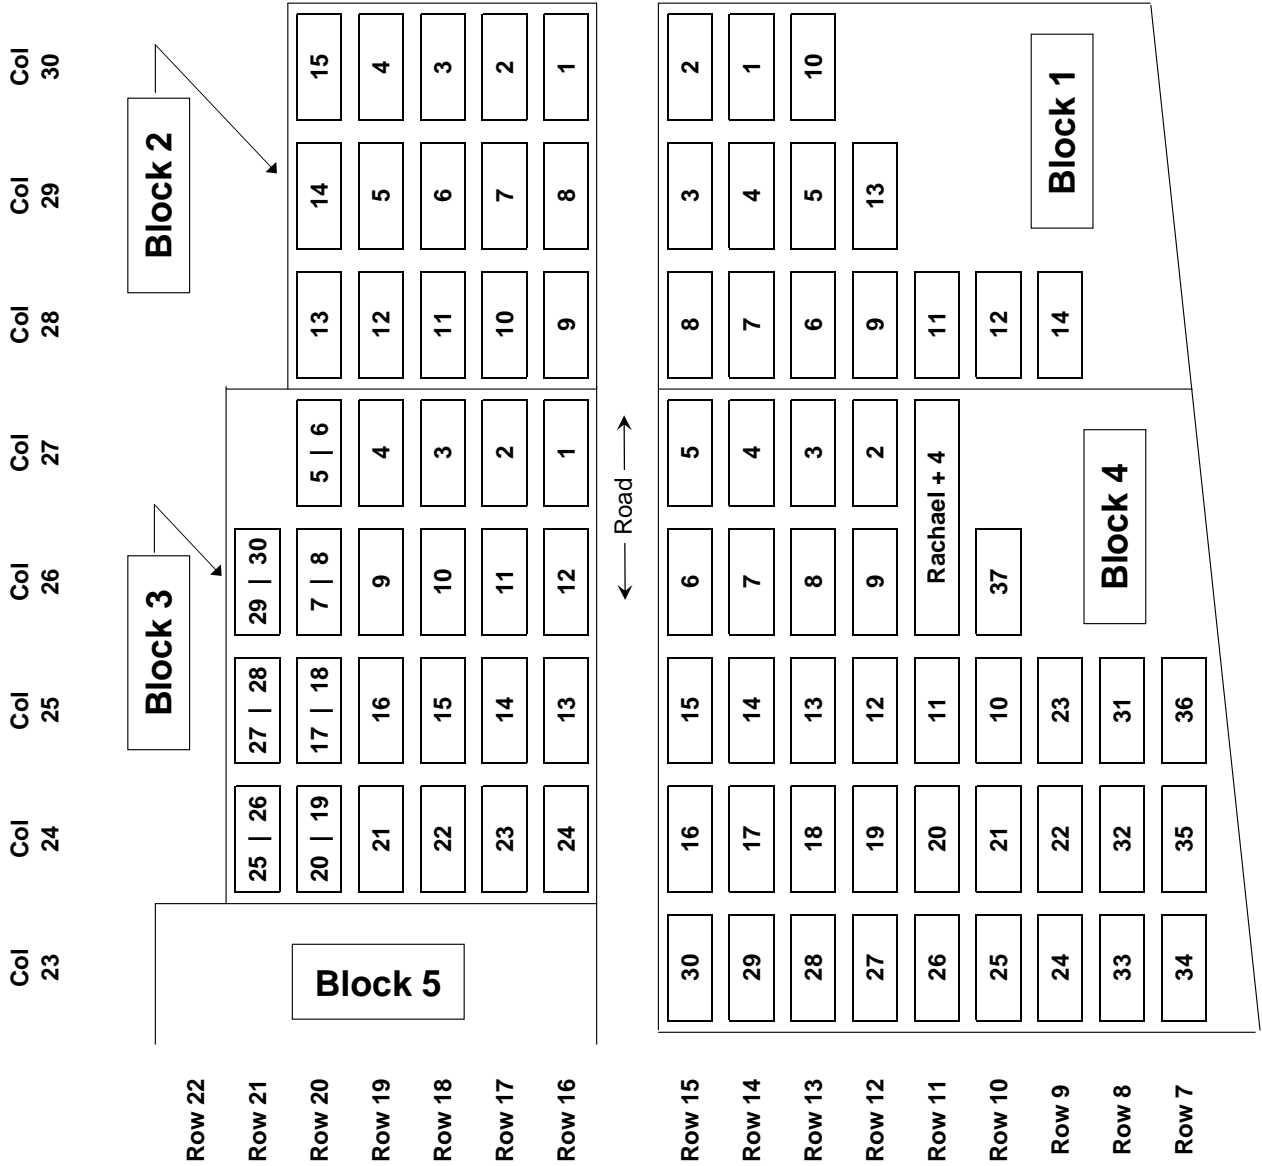 Col Col Col Col Col Col Col Col
23 24 25 26 27 28 29 30
Block 3 Block 2
Row 22
Row 21 25 | 26 27 | 28 29 | 30
Row 20 20 | 19 17 | 18 7 | 8 5 | 6 13 14 15
Block 5
Row 19 21 16 9 4 12 5 4
Row 18 22 15 10 3 11 6 3
Row 17 23 14 11 2 10 7 2
Row 16 24 13 12 1 9 8 1
Road
Row 15 30 16 15 6 5 8 3 2
Row 14 29 17 14 7 4 7 4 1
Row 13 28 18 13 8 3 6 5 10
Row 12 27 19 12 9 2 9 13
Row 11 26 20 11 Rachael + 4 11
Row 10 25 21 10 37 12
Row 9 24 22 23 14
Block 1
Row 8 33 32 31
Block 4
Row 7 34 35 36